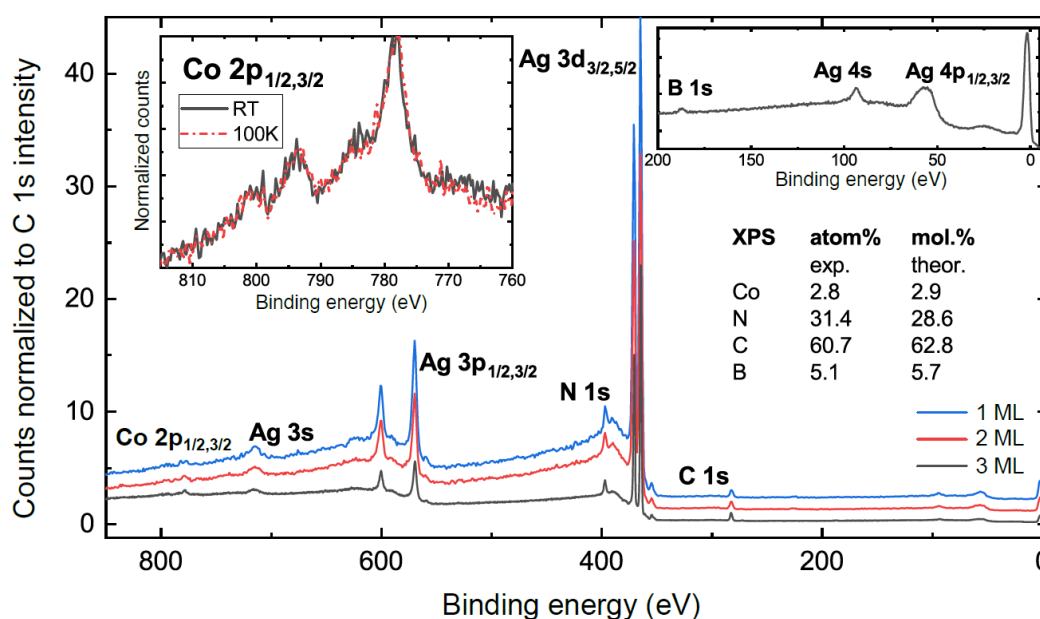 Counts normalized to C 1s intensity
40
30
20
10
0
800
600
400
200
0
Binding energy (eV)
Co 2p1/2,3/2
RT
100K
Normalized counts
810
800
790
780
770
760
Binding energy (eV)
Ag 3d3/2,5/2
B 1s
Ag 4s
Ag 4p1/2,3/2
200
150
100
50
0
Binding energy (eV)
XPS atom% mol.%
exp. theor.
Co 2.8 2.9
N 31.4 28.6
C 60.7 62.8
B 5.1 5.7
1 ML
2 ML
3 ML
Co 2p1/2,3/2
Ag 3s
Ag 3p1/2,3/2
N 1s
C 1s